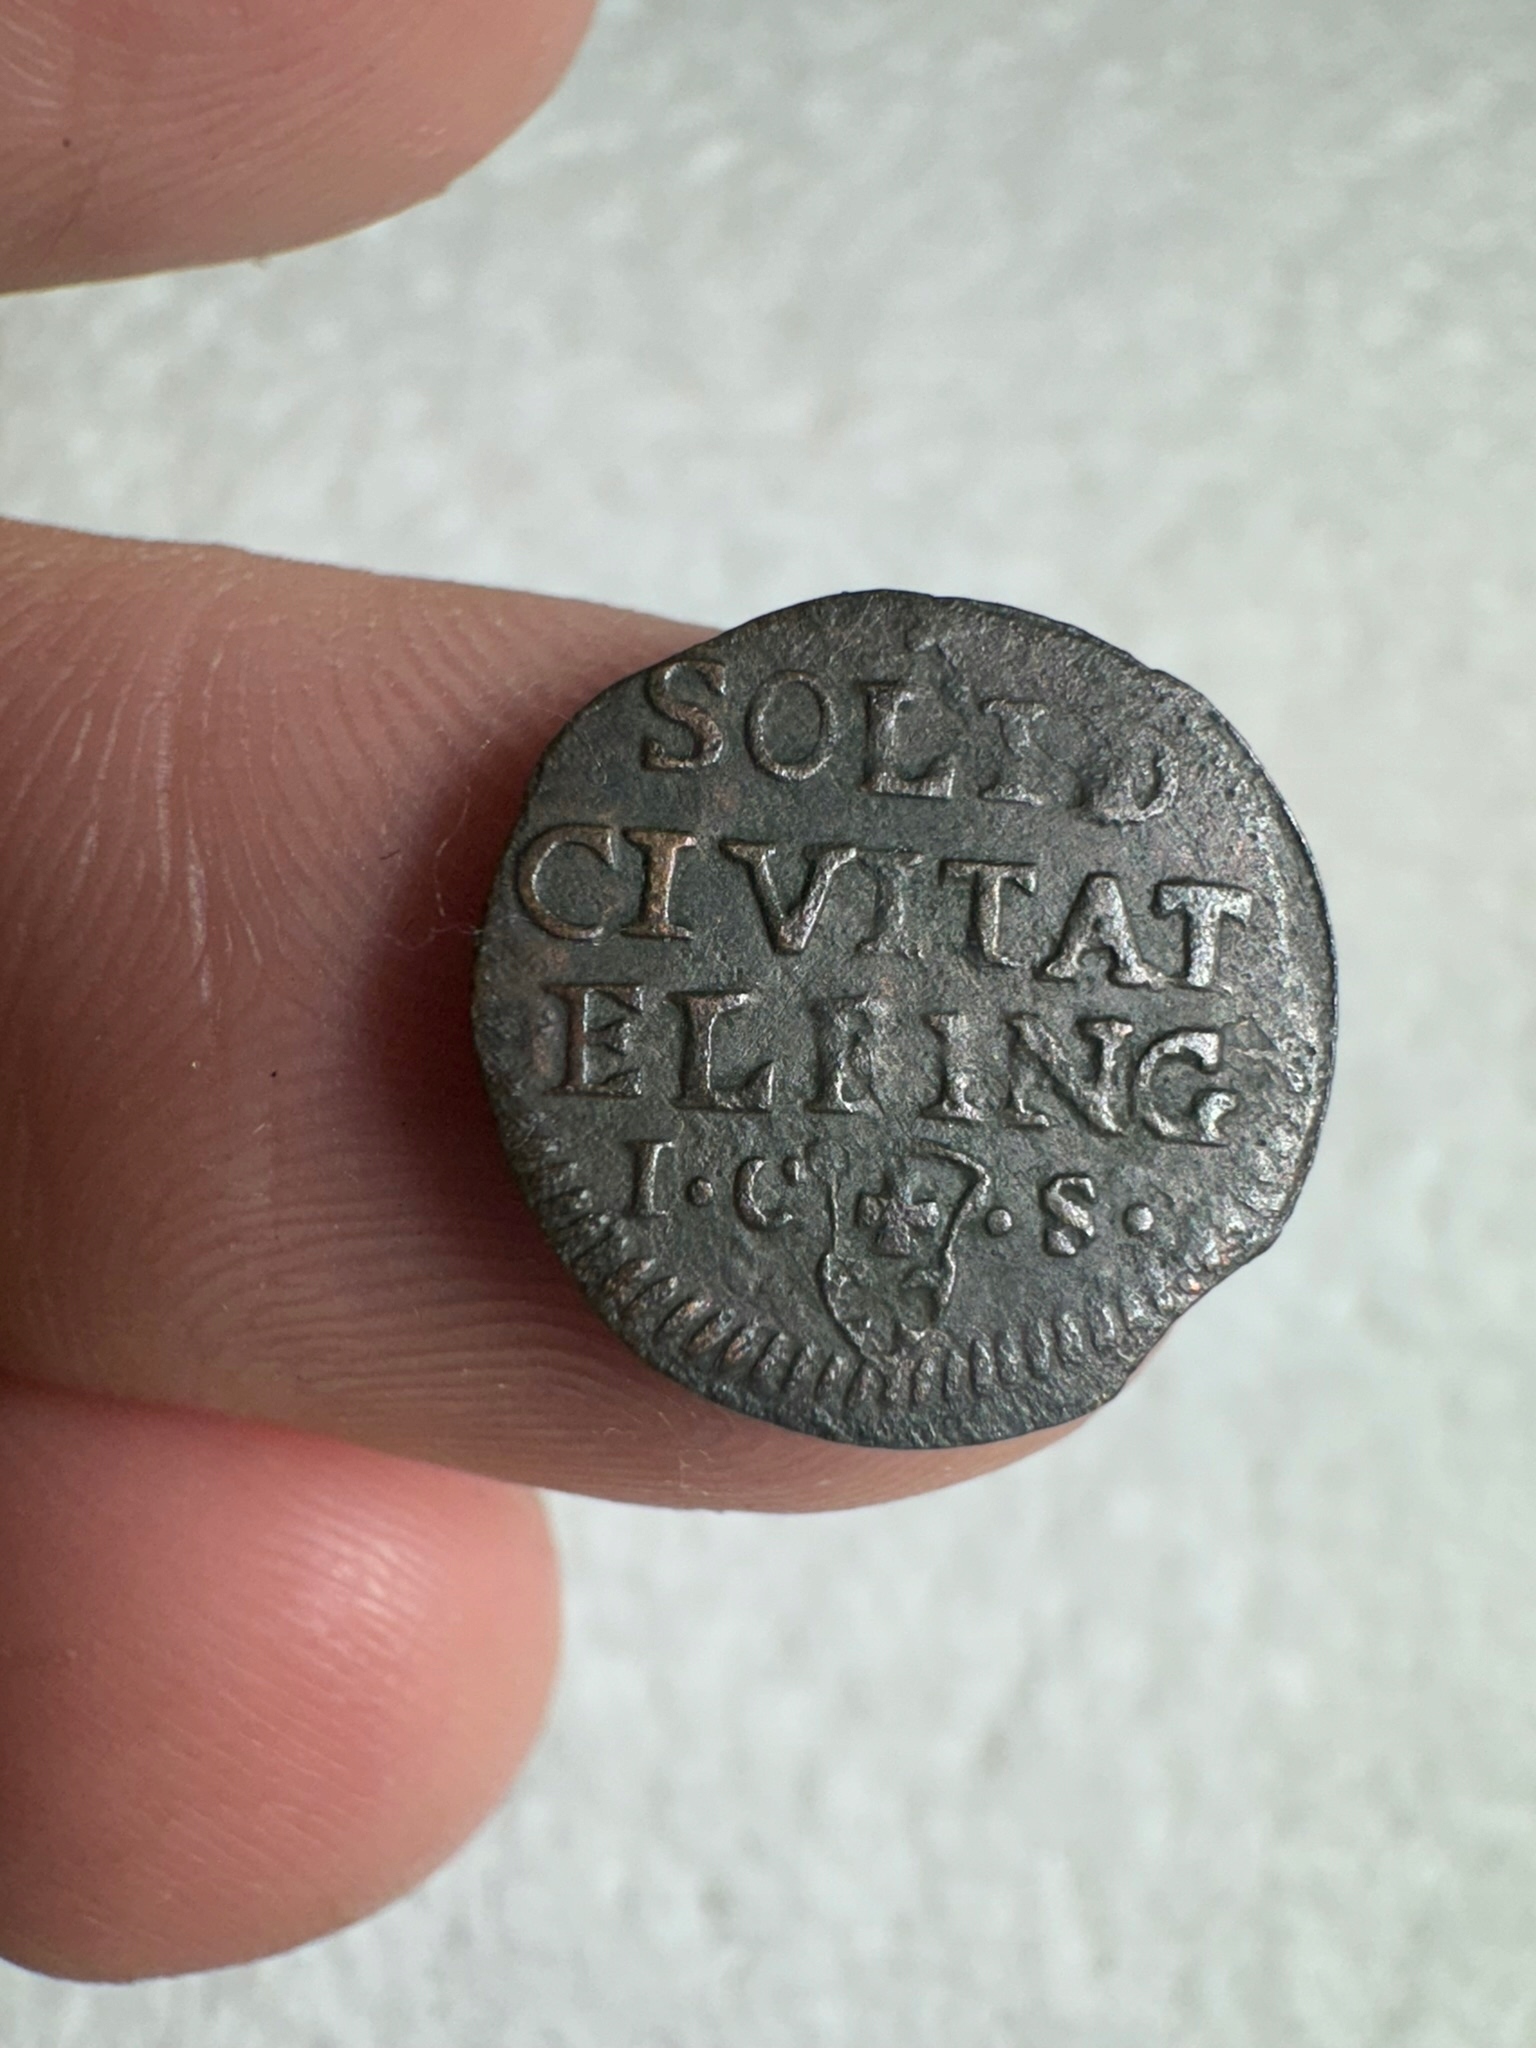 SOLID
CIVITAT
ELBING
I·C·S·